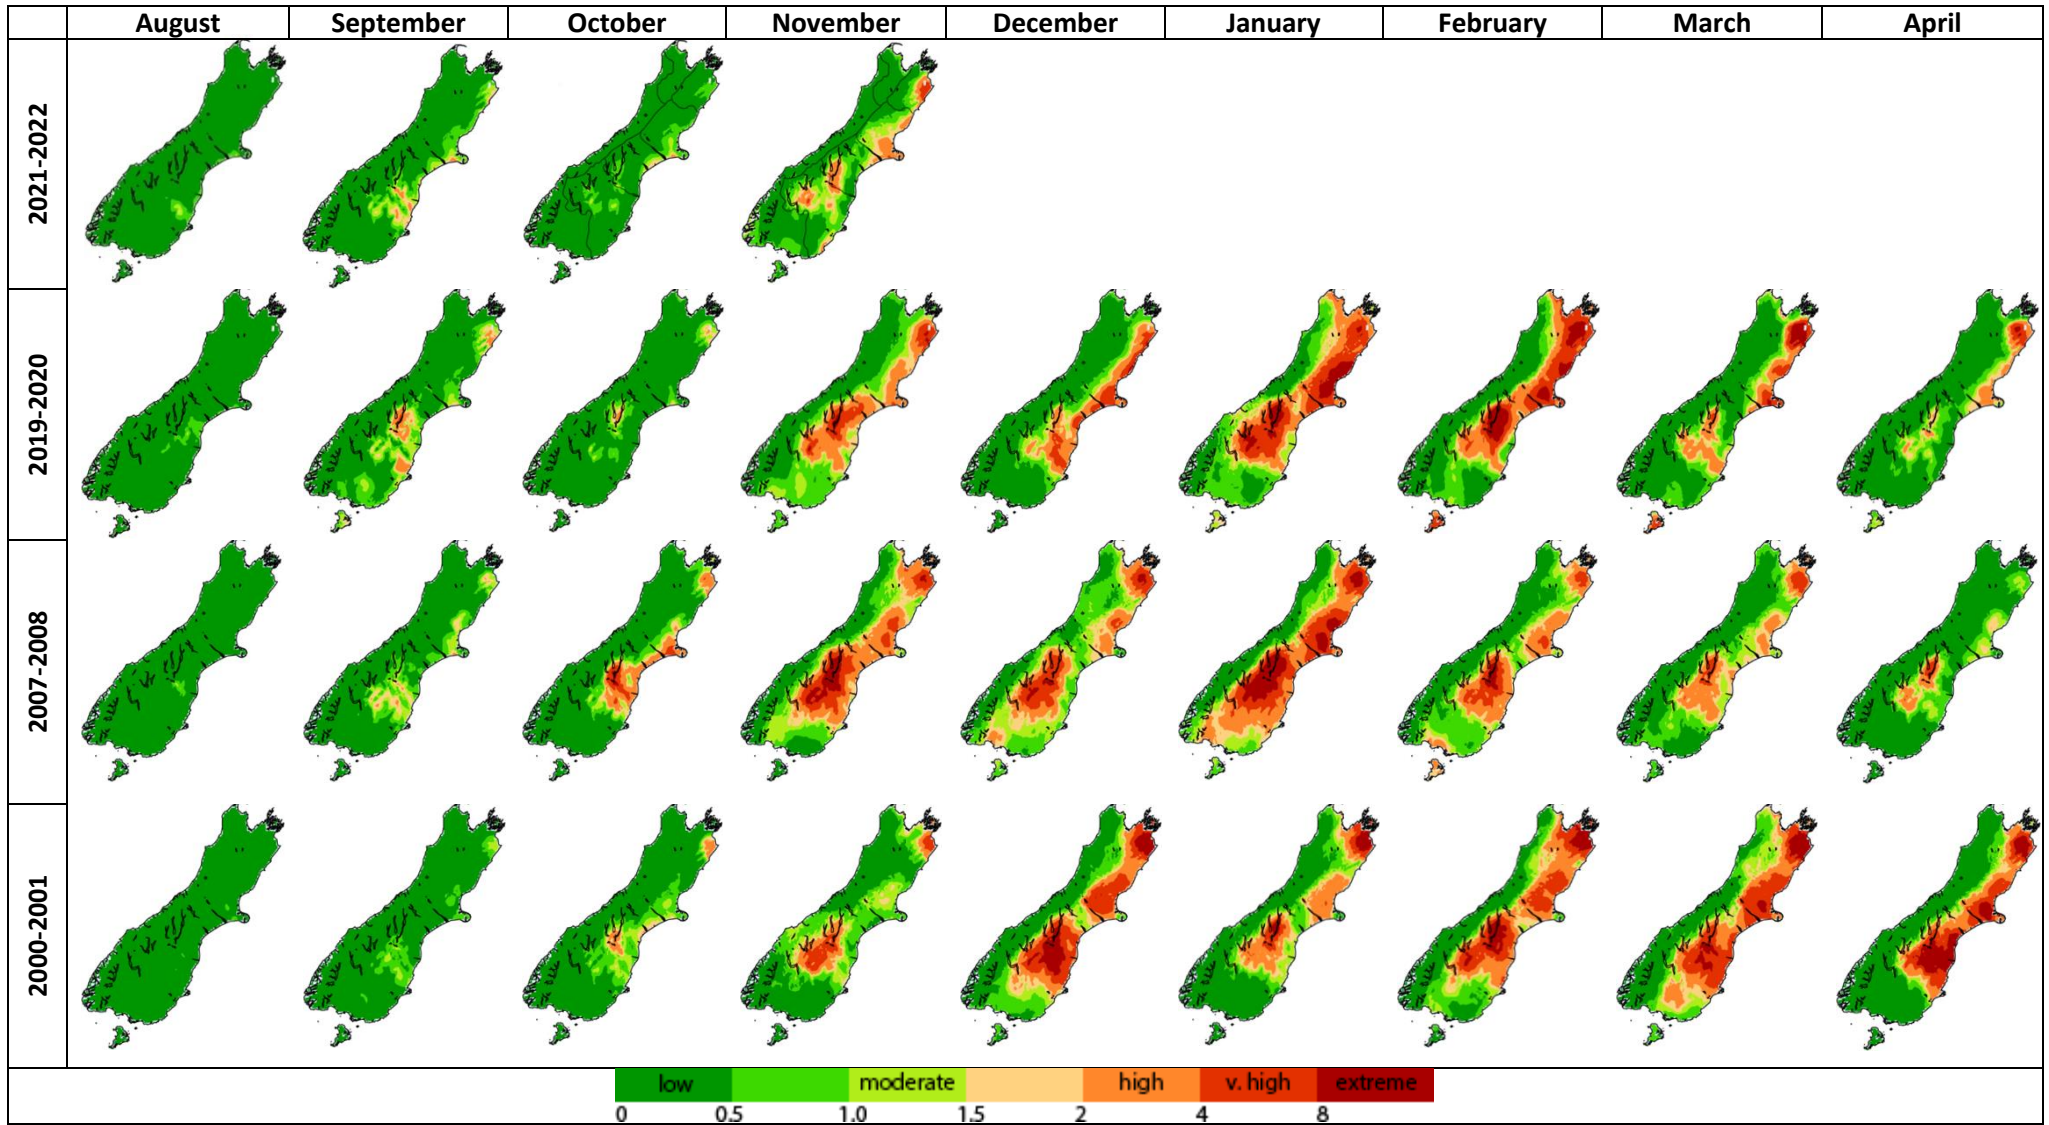 August September October November December January February March April
2021-2022
2019-2020
2007-2008
2000-2001
low moderate high v. high extreme
0 0.5 1.0 1.5 2 4 8